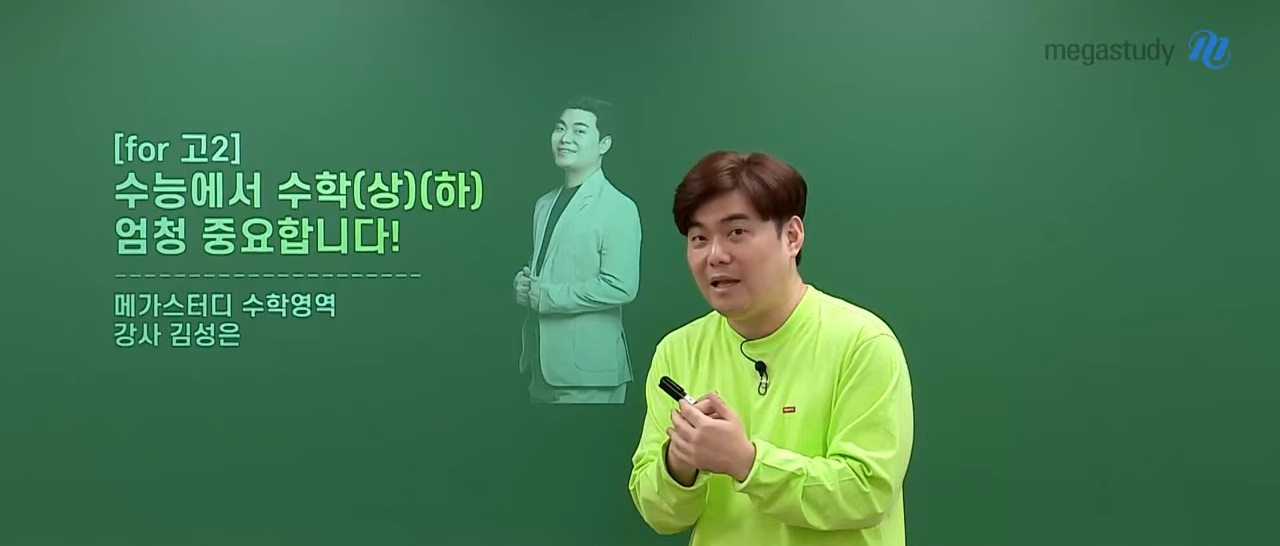 megastudy
[for 고2]
수능에서 수학(상)(하)
엄청 중요합니다!
메가스터디 수학영역
강사 김성은